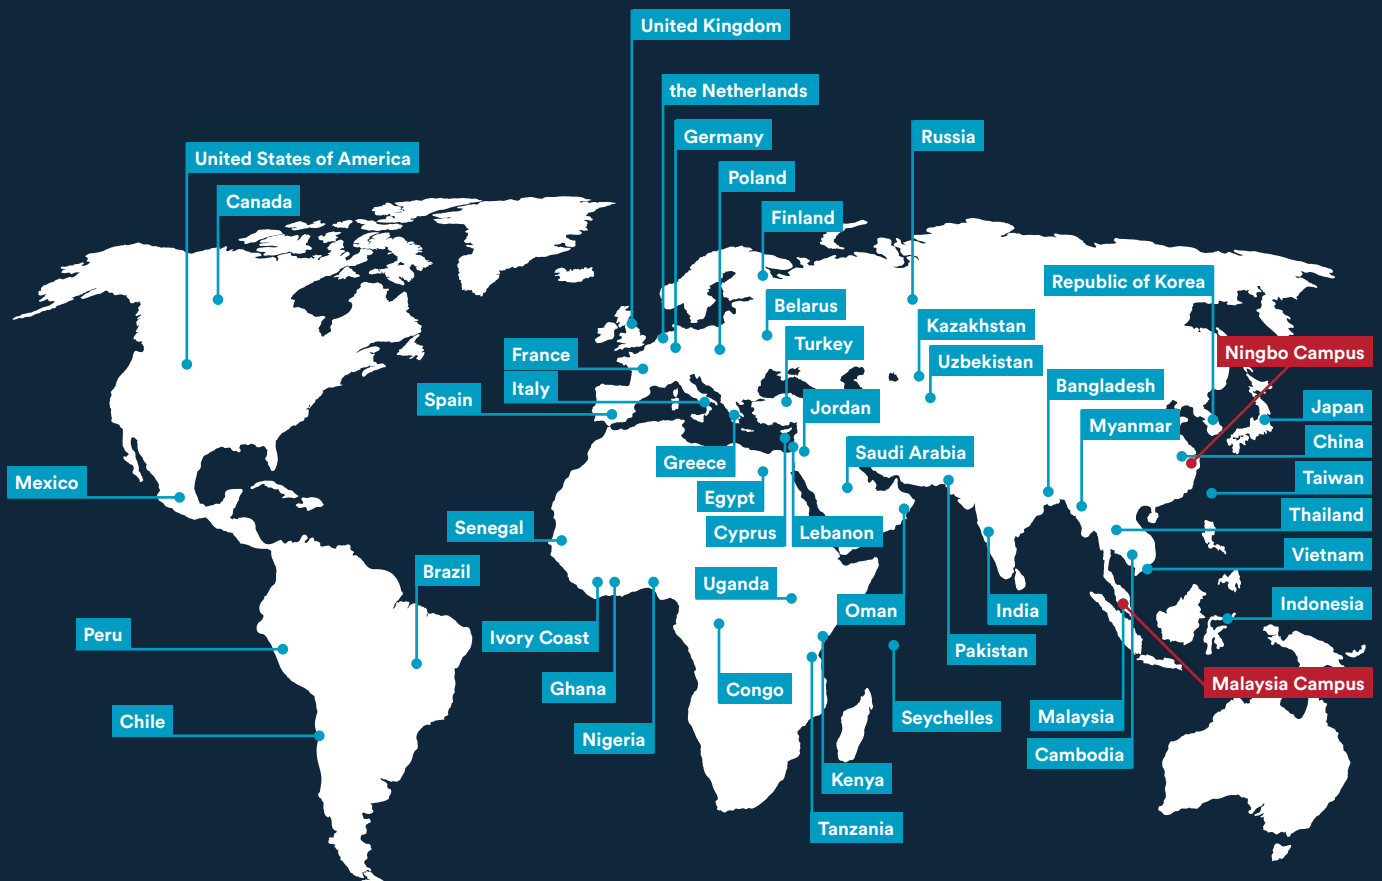 United Kingdom
the Netherlands
Germany
Russia
United States of America
Poland
Canada
Finland
Republic of Korea
Belarus
Kazakhstan
Turkey
Ningbo Campus
France
Uzbekistan
Italy
Bangladesh
Spain
Jordan
Japan
Myanmar
China
Saudi Arabia
Greece
Taiwan
Mexico
Egypt
Thailand
Senegal
Cyprus
Lebanon
Vietnam
Brazil
Uganda
Indonesia
Oman
India
Peru
Ivory Coast
Pakistan
Malaysia Campus
Ghana
Congo
Seychelles
Malaysia
Chile
Nigeria
Cambodia
Kenya
Tanzania